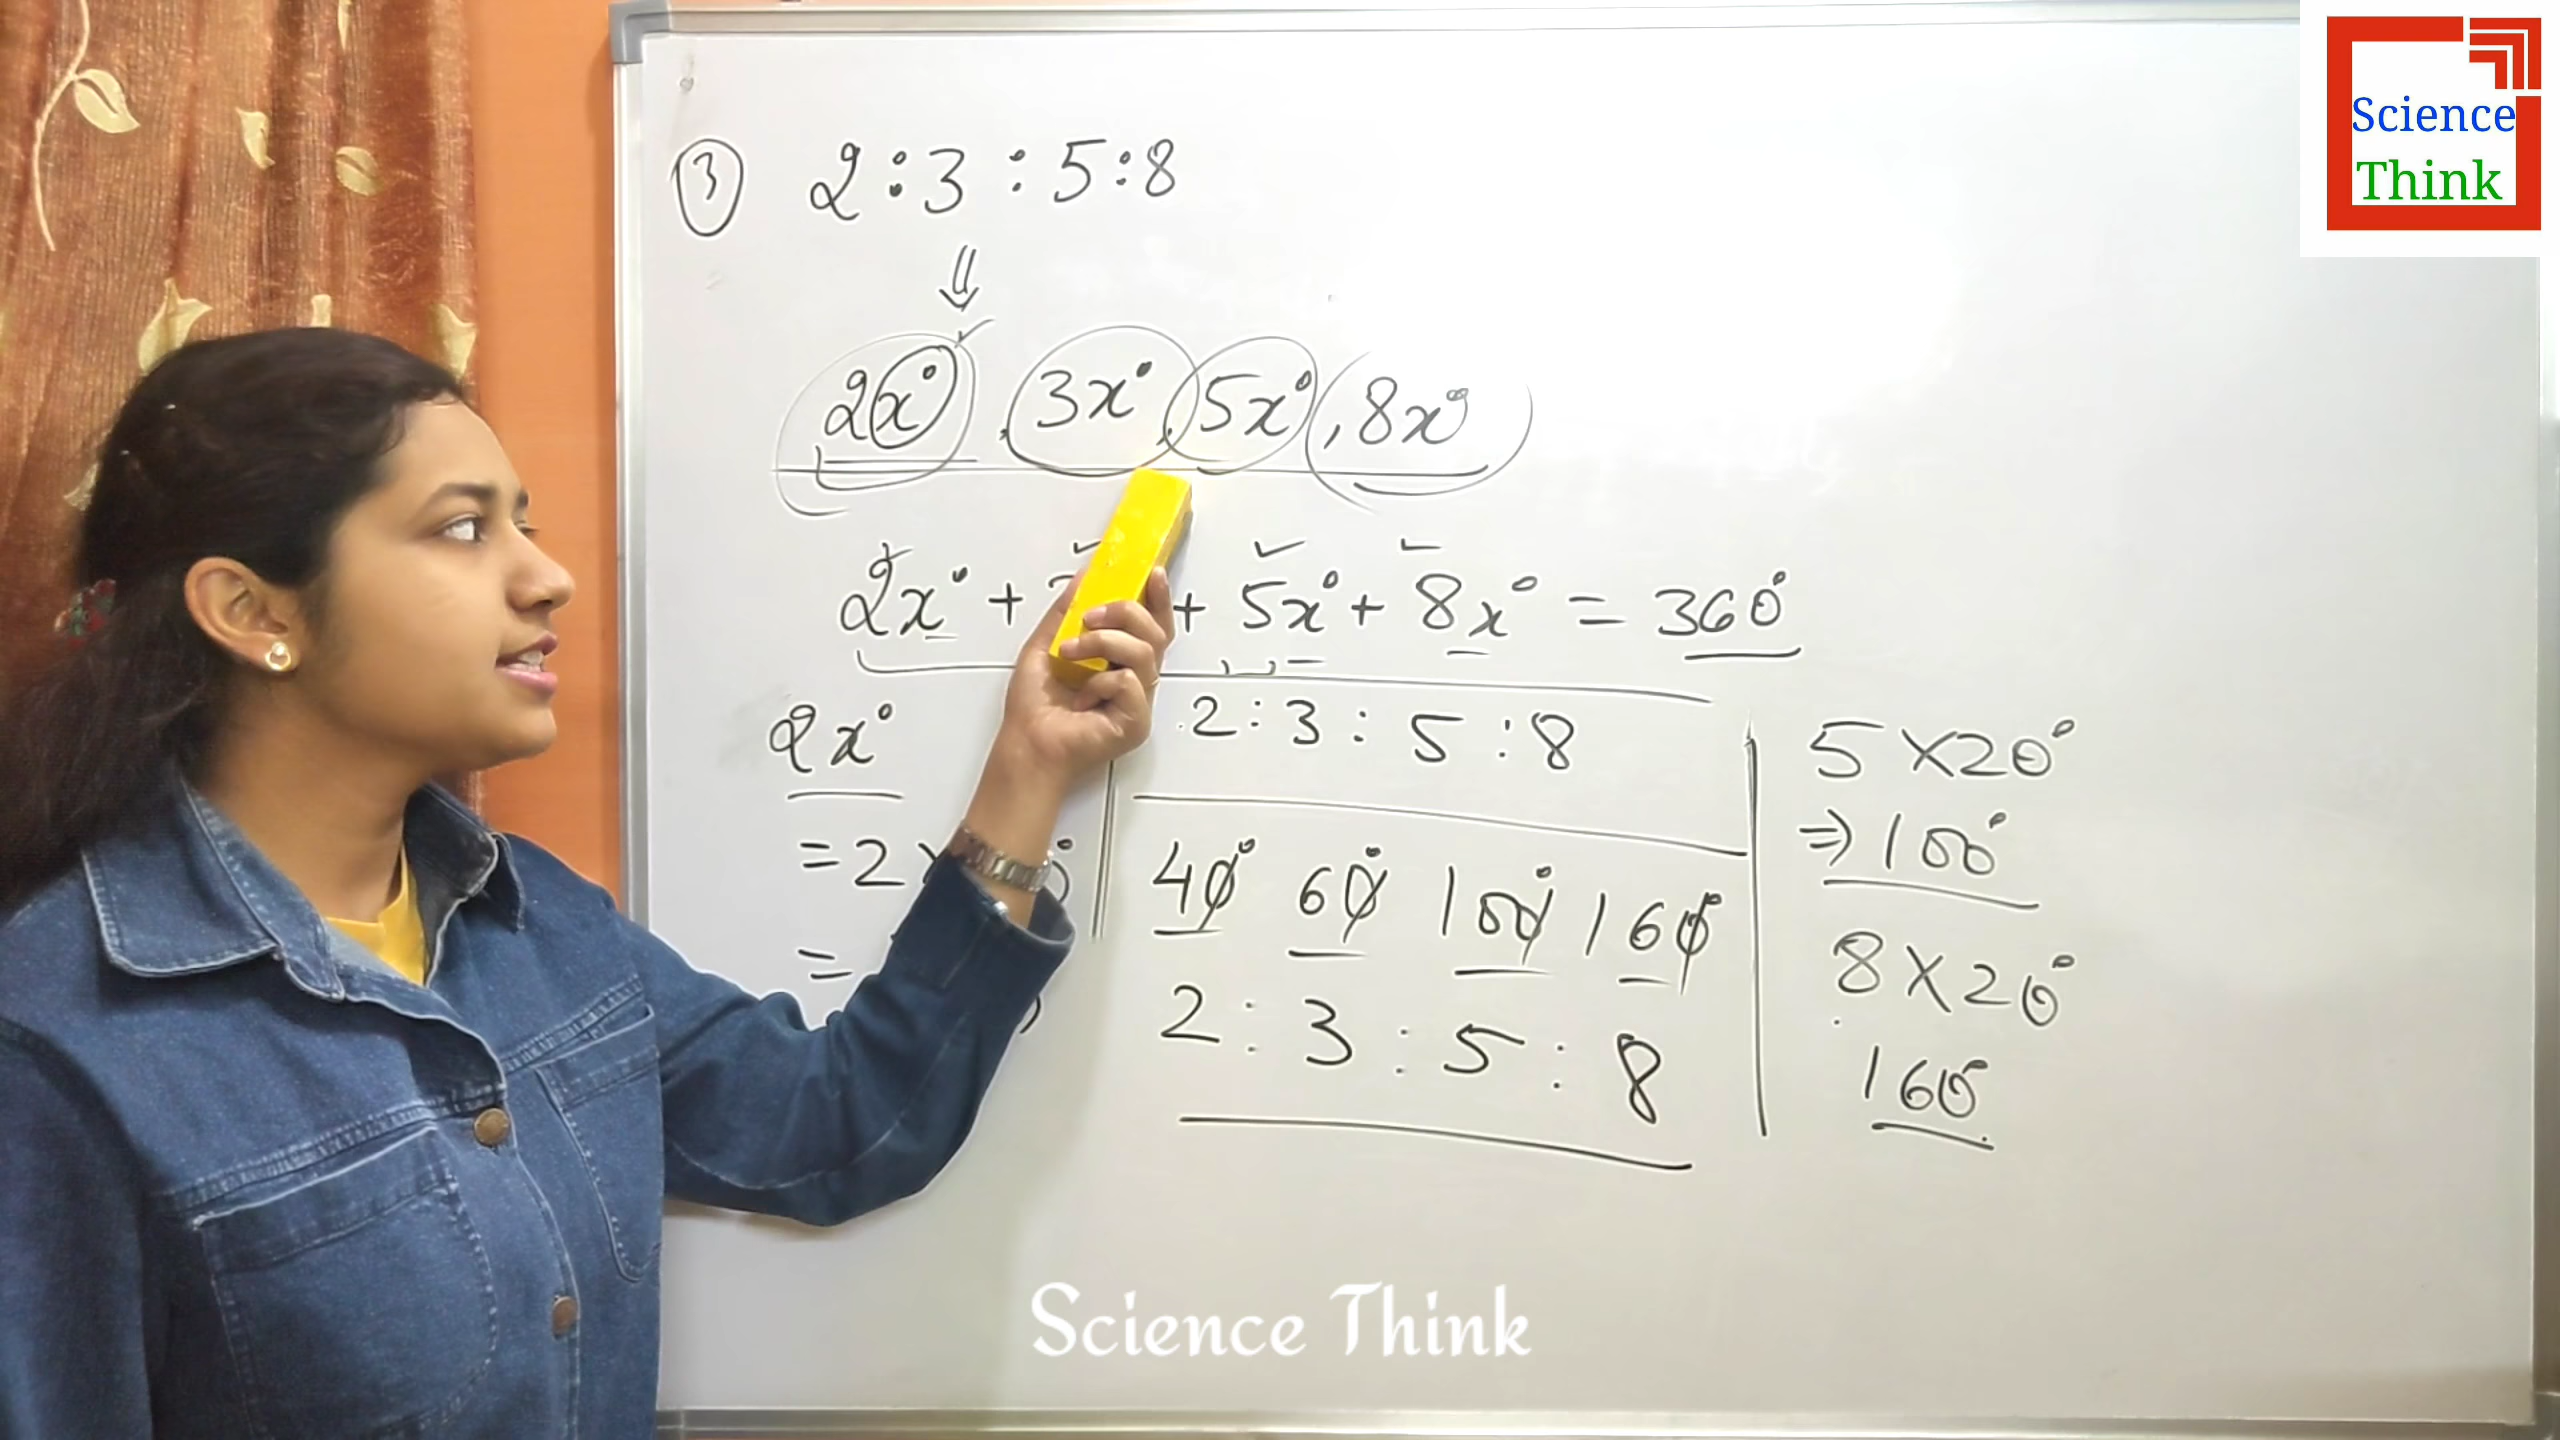 Science
Think
3 2 : 3 : 5 : 8
⇓
2x° , 3x° , 5x° , 8x°
2x° + + 5x° + 8x° = 360°
2x°
= 2 ×
=
2 : 3 : 5 : 8
40° 60° 100° 160°
2 : 3 : 5 : 8
5 × 20°
⇒ 100°
8 × 20°
160°
Science Think